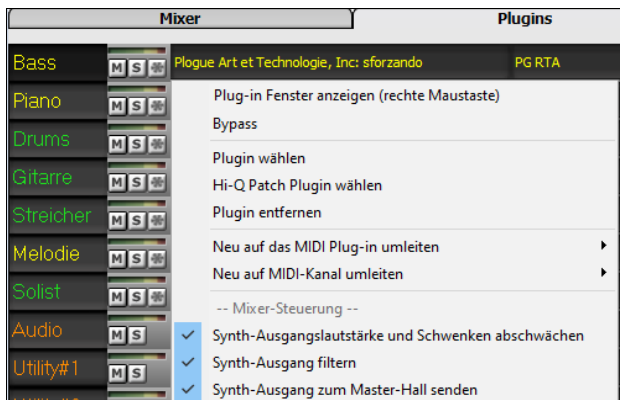 Mixer Plugins
Bass M S * Plogue Art et Technologie, Inc: sforzando PG RTA
Piano M S *
Plug-in Fenster anzeigen (rechte Maustaste)
Bypass
Drums M S *
Plugin wählen
Gitarre M S *
Hi-Q Patch Plugin wählen
Streicher M S *
Plugin entfernen
Melodie M S *
Neu auf das MIDI Plug-in umleiten
Neu auf MIDI-Kanal umleiten
Solist M S *
-- Mixer-Steuerung --
Audio M S
Synth-Ausgangslautstärke und Schwenken abschwächen
Utility#1 M S
Synth-Ausgang filtern
Synth-Ausgang zum Master-Hall senden